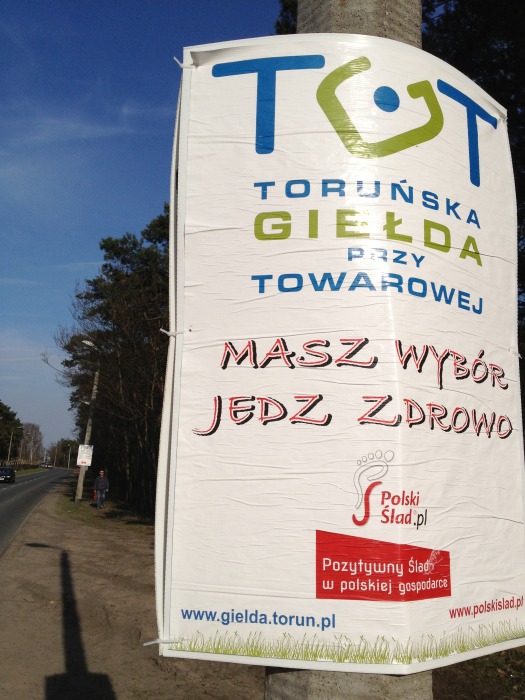 TGT
TORUŃSKA
GIEŁDA
PRZY
TOWAROWEJ
MASZ WYBÓR
JEDZ ZDROWO
Polski
Ślad.pl
Pozytywny Ślad
w polskiej gospodarce
www.gielda.torun.pl
www.polskislad.pl